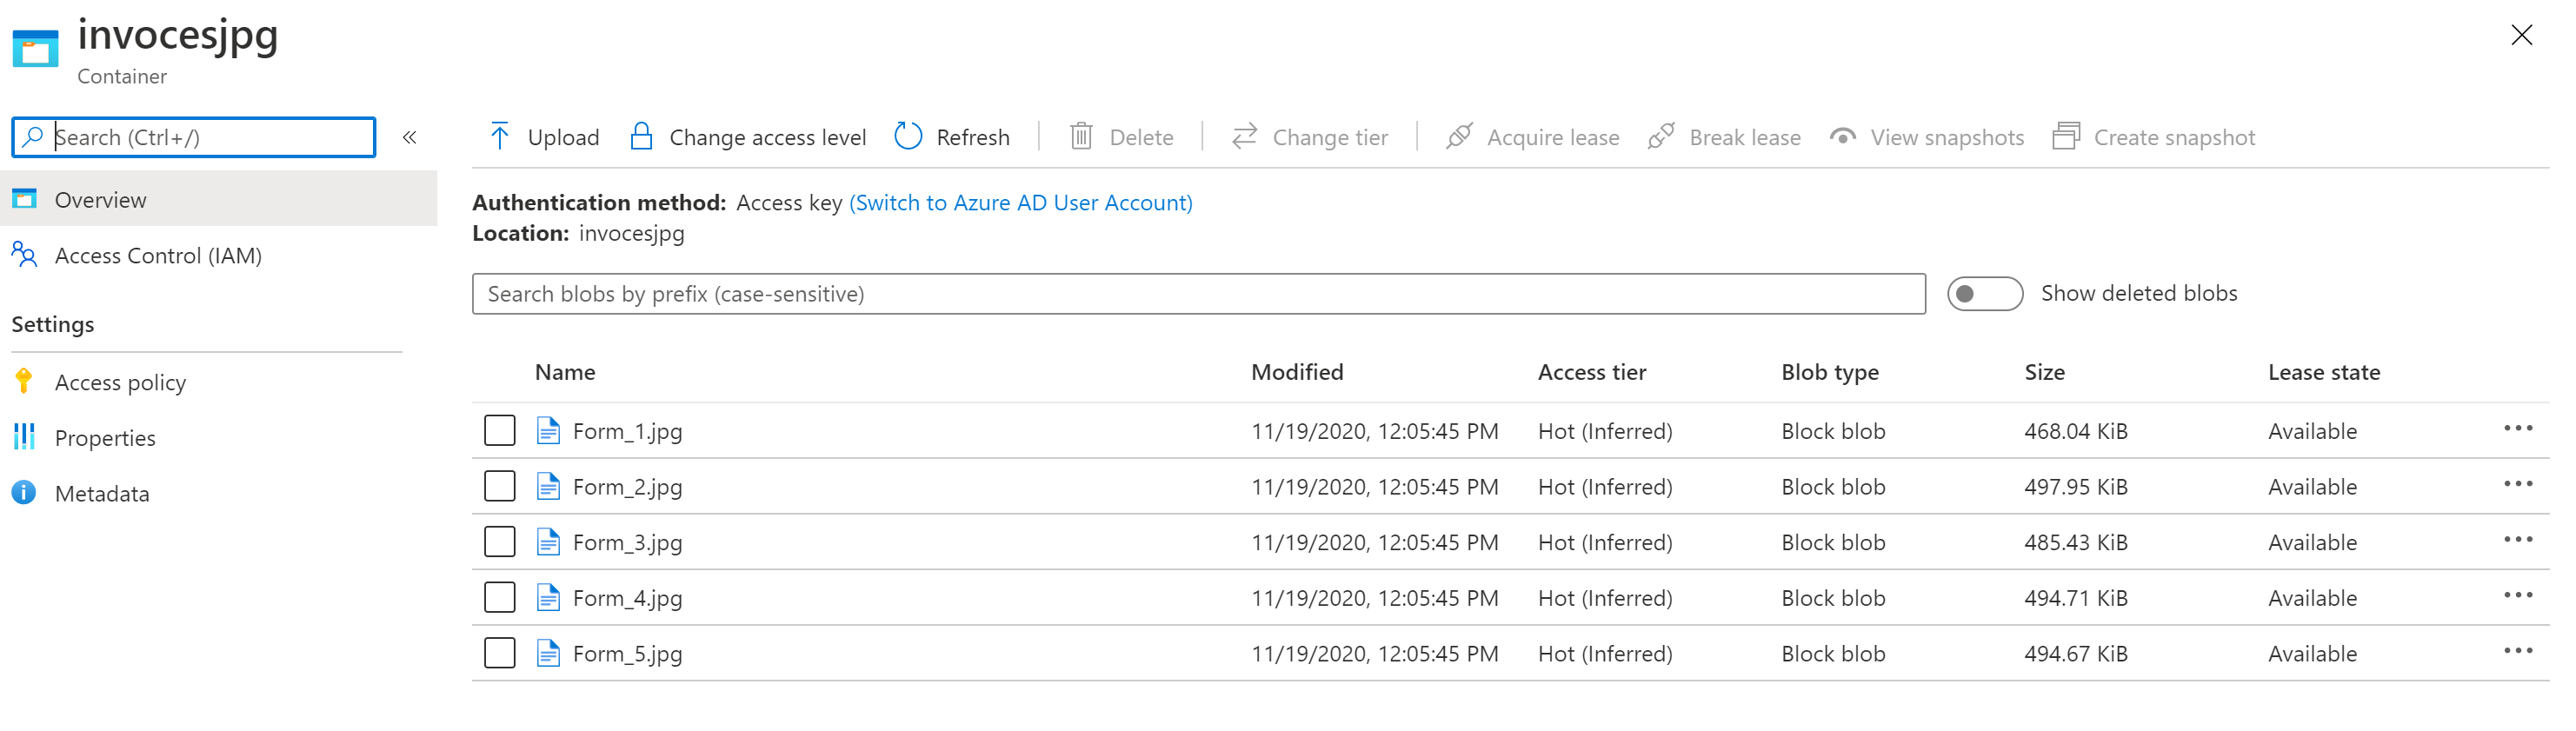 invocesjpg
Container
Search (Ctrl+/)
«
Overview
Access Control (IAM)
Settings
Access policy
Properties
Metadata
Upload Change access level Refresh Delete Change tier Acquire lease Break lease View snapshots Create snapshot
Authentication method: Access key (Switch to Azure AD User Account)
Location: invocesjpg
Search blobs by prefix (case-sensitive) Show deleted blobs
Name Modified Access tier Blob type Size Lease state
Form_1.jpg 11/19/2020, 12:05:45 PM Hot (Inferred) Block blob 468.04 KiB Available
Form_2.jpg 11/19/2020, 12:05:45 PM Hot (Inferred) Block blob 497.95 KiB Available
Form_3.jpg 11/19/2020, 12:05:45 PM Hot (Inferred) Block blob 485.43 KiB Available
Form_4.jpg 11/19/2020, 12:05:45 PM Hot (Inferred) Block blob 494.71 KiB Available
Form_5.jpg 11/19/2020, 12:05:45 PM Hot (Inferred) Block blob 494.67 KiB Available